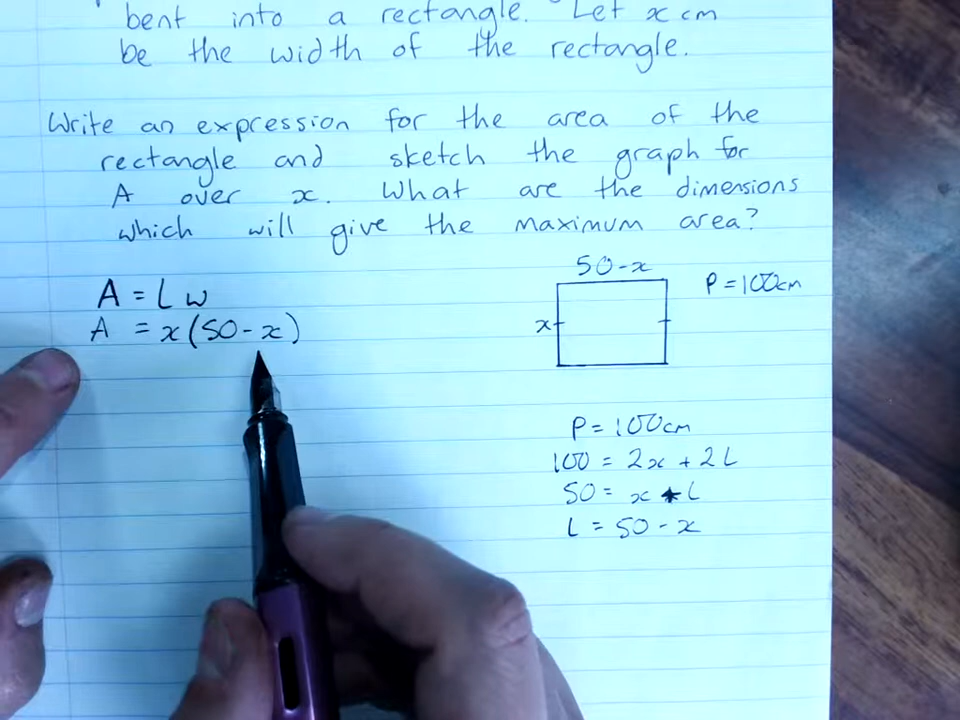 bent into a rectangle. Let x cm
be the width of the rectangle.
Write an expression for the area of the
rectangle and sketch the graph for
A over x. What are the dimensions
which will give the maximum area?
50-x
P=100cm
A = L w
A = x(50-x)
x
P= 100cm
100 = 2x + 2L
50= x + L
L = 50-x